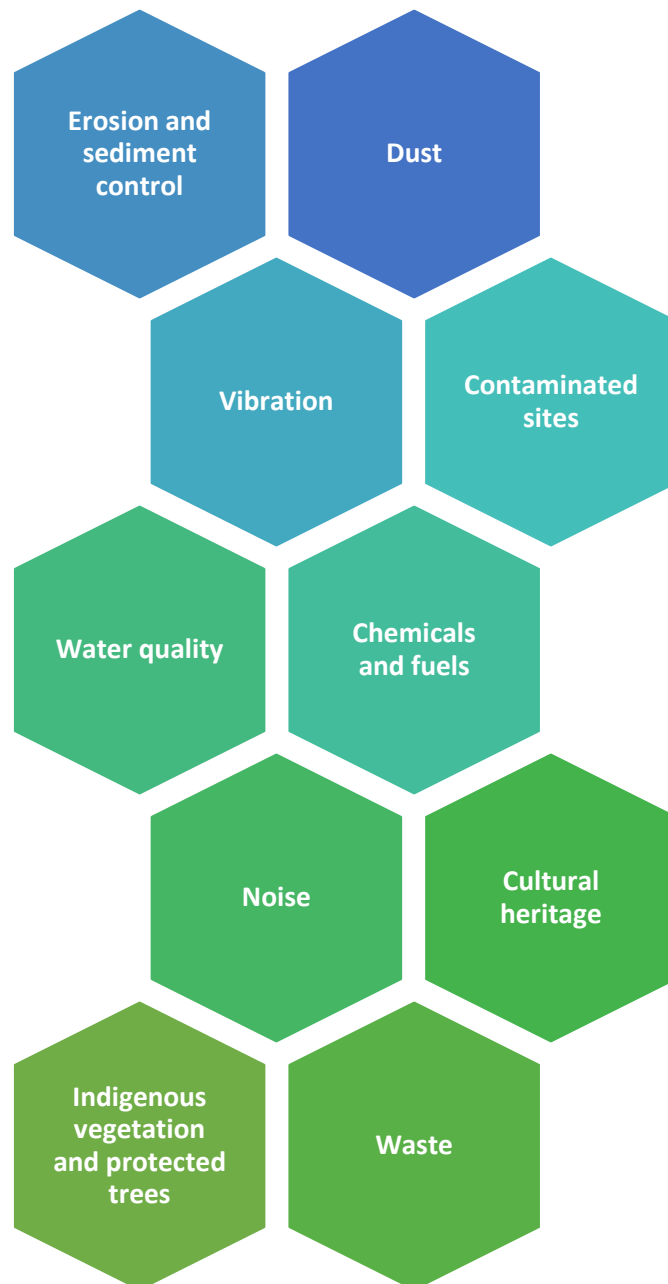 Erosion and
sediment
control
Dust
Vibration
Contaminated
sites
Water quality
Chemicals
and fuels
Noise
Cultural
heritage
Indigenous
vegetation
and protected
trees
Waste